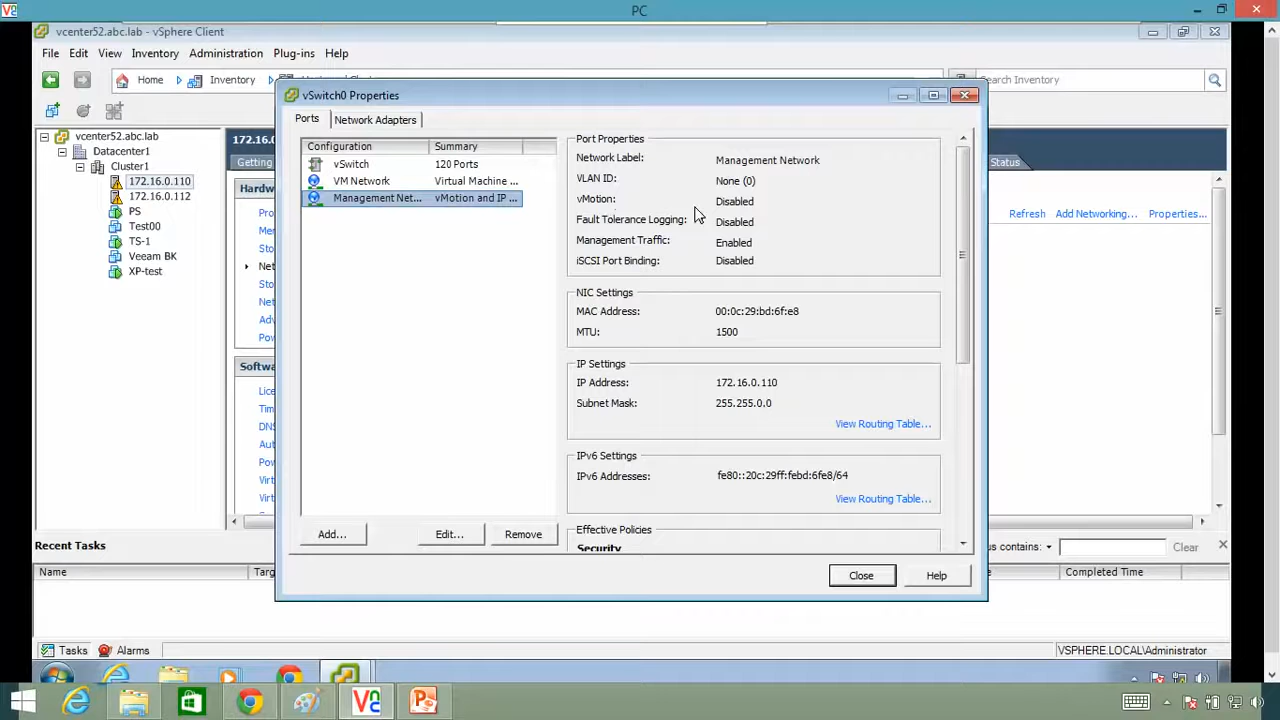 PC
vcenter52.abc.lab - vSphere Client
File Edit View Inventory Administration Plug-ins Help
Home Inventory
Search Inventory
vSwitch0 Properties
Ports Network Adapters
vcenter52.abc.lab
Datacenter1
Cluster1
172.16.0.110
172.16.0.112
PS
Test00
TS-1
Veeam BK
XP-test
172.16.0
Getting
Status
Refresh Add Networking... Properties...
Configuration Summary
vSwitch 120 Ports
VM Network Virtual Machine ...
Management Net... vMotion and IP ...
Port Properties
Network Label: Management Network
VLAN ID: None (0)
vMotion: Disabled
Fault Tolerance Logging: Disabled
Management Traffic: Enabled
iSCSI Port Binding: Disabled
NIC Settings
MAC Address: 00:0c:29:bd:6f:e8
MTU: 1500
IP Settings
IP Address: 172.16.0.110
Subnet Mask: 255.255.0.0
View Routing Table...
IPv6 Settings
IPv6 Addresses: fe80::20c:29ff:febd:6fe8/64
View Routing Table...
Effective Policies
Security
Add... Edit... Remove
Close Help
Recent Tasks
us contains: Clear
Name Targ Completed Time
Tasks Alarms
VSPHERE.LOCAL\Administrator